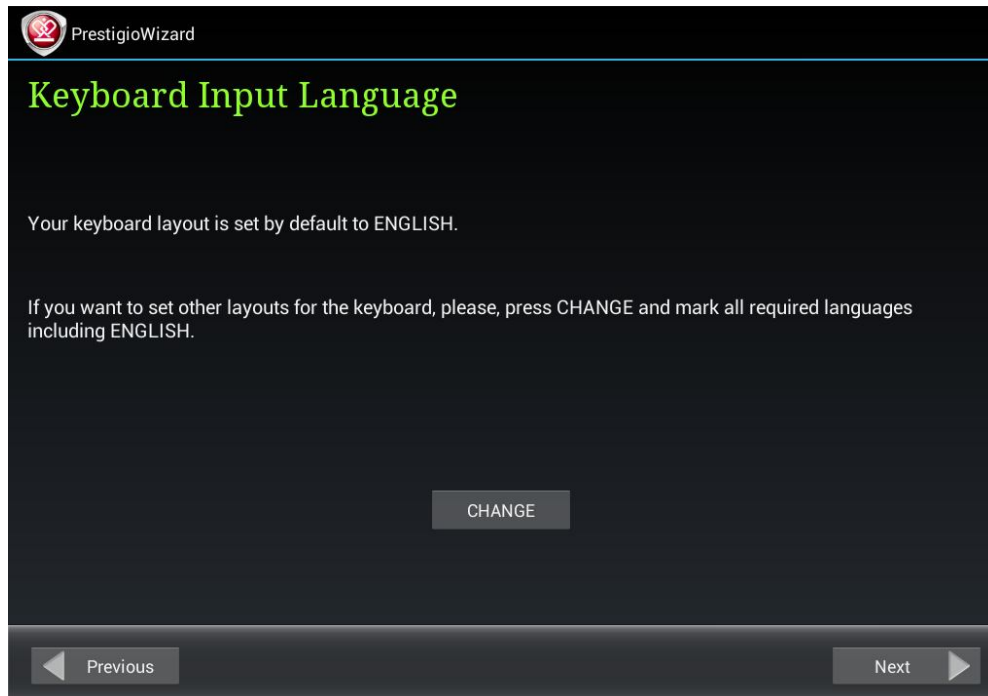 PrestigioWizard
Keyboard Input Language
Your keyboard layout is set by default to ENGLISH.
If you want to set other layouts for the keyboard, please, press CHANGE and mark all required languages
including ENGLISH.
CHANGE
Previous
Next